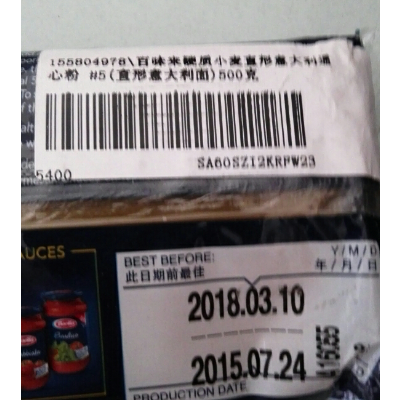 155804978\百味来硬质小麦直形意大利通
心粉 #5(直形意大利面)500克
SA60SZI2KRPW23
5400
SAUCES
Barilla
BEST BEFORE:
Y/M/D
此日期前最佳
年/月/日
2018.03.10
2015.07.24
PRODUCTION DATE